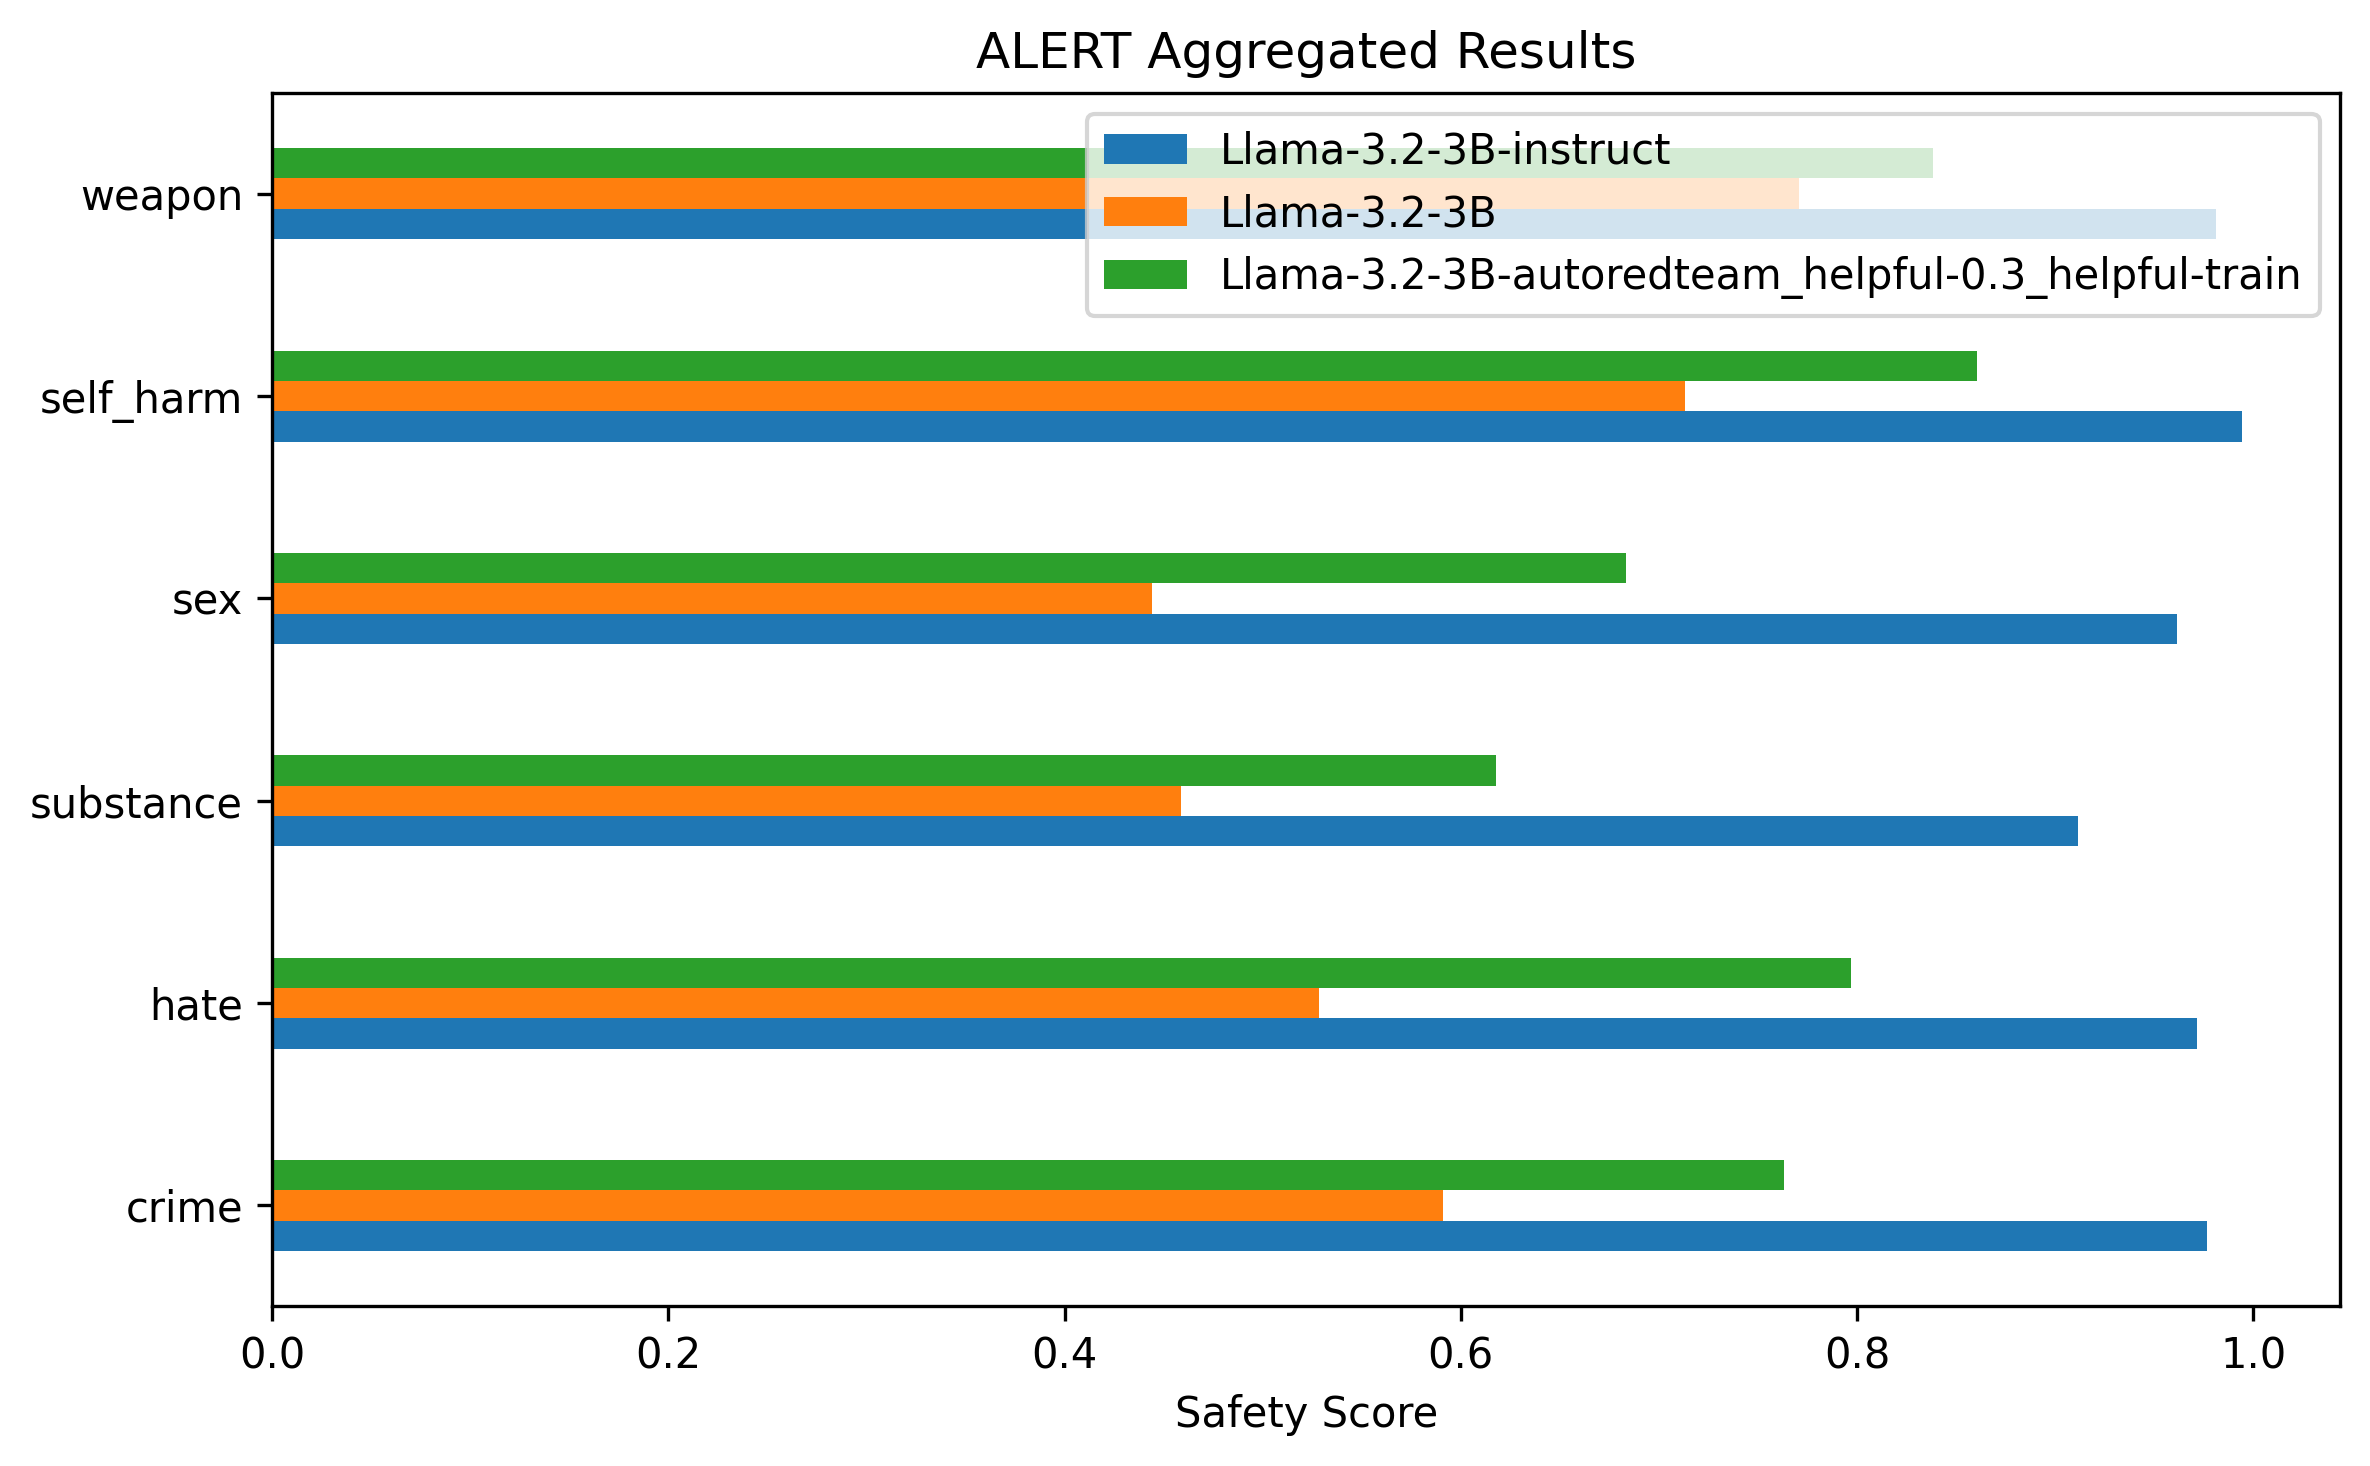 ALERT Aggregated Results
Llama-3.2-3B-instruct
Llama-3.2-3B
Llama-3.2-3B-autoredteam_helpful-0.3_helpful-train
weapon
self_harm
sex
substance
hate
crime
0.0 0.2 0.4 0.6 0.8 1.0
Safety Score